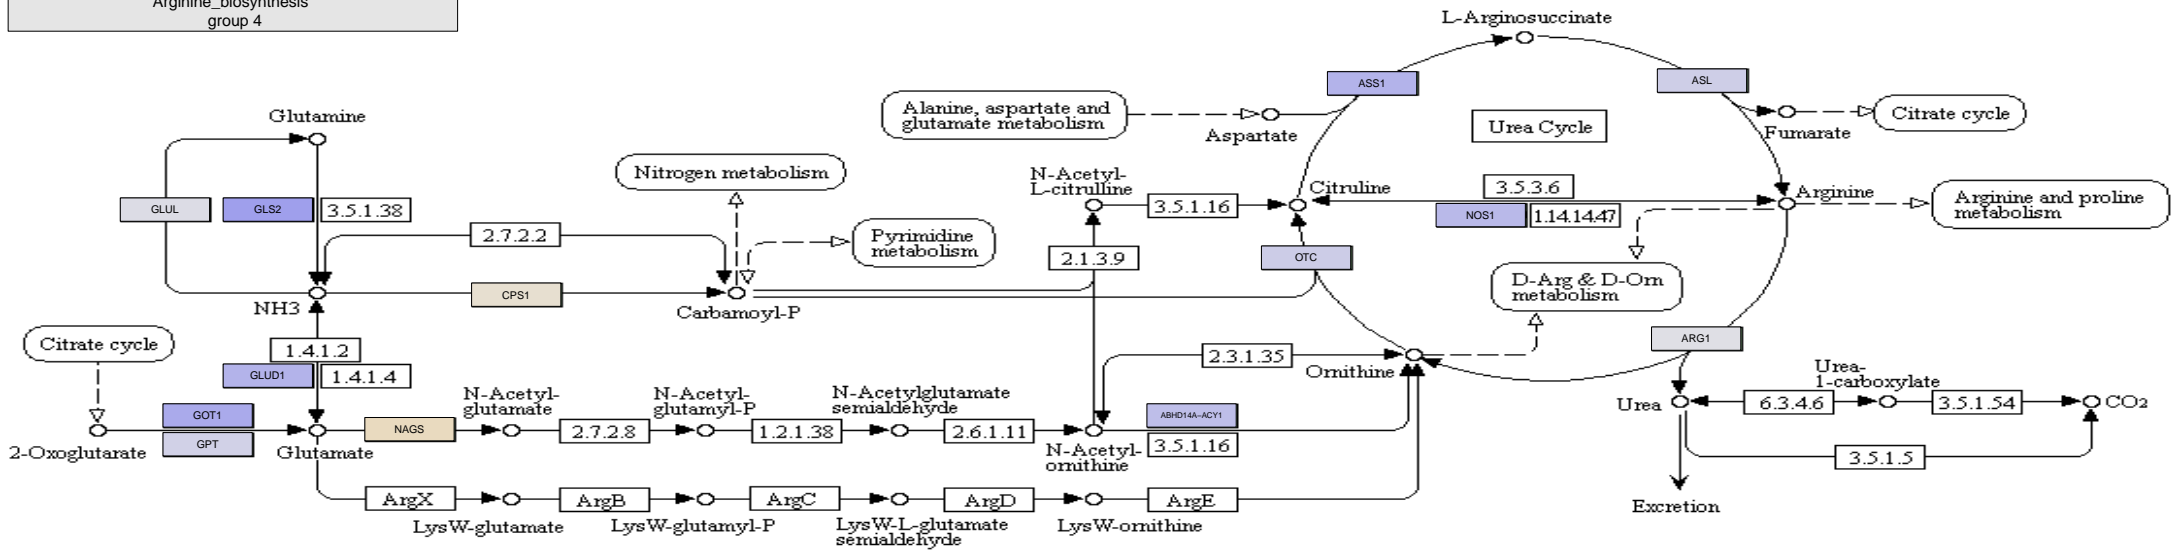 Arginine_biosynthesis
group 4
L-Arginosuccinate
ASS1
ASL
Alanine, aspartate and
glutamate metabolism
Aspartate
Urea Cycle
Fumarate
Citrate cycle
Glutamine
Nitrogen metabolism
N-Acetyl-
L-citrulline
3.5.1.16
Citruline
3.5.3.6
Arginine
Arginine and proline
metabolism
GLUL
GLS2
3.5.1.38
NOS1
1.14.14.47
2.7.2.2
Pyrimidine
metabolism
2.1.3.9
OTC
D-Arg & D-Orn
metabolism
NH3
CPS1
Carbamoyl-P
Citrate cycle
1.4.1.2
GLUD1
1.4.1.4
2.3.1.35
Ornithine
ARG1
Urea-
1-carboxylate
Urea
6.3.4.6
3.5.1.54
CO2
GOT1
GPT
2-Oxoglutarate
Glutamate
NAGS
N-Acetyl-
glutamate
2.7.2.8
N-Acetyl-
glutamyl-P
1.2.1.38
N-Acetylglutamate
semialdehyde
2.6.1.11
N-Acetyl-
ornithine
ABHD14A-ACY1
3.5.1.16
3.5.1.5
Excretion
ArgX
LysW-glutamate
ArgB
LysW-glutamyl-P
ArgC
LysW-L-glutamate
semialdehyde
ArgD
LysW-ornithine
ArgE